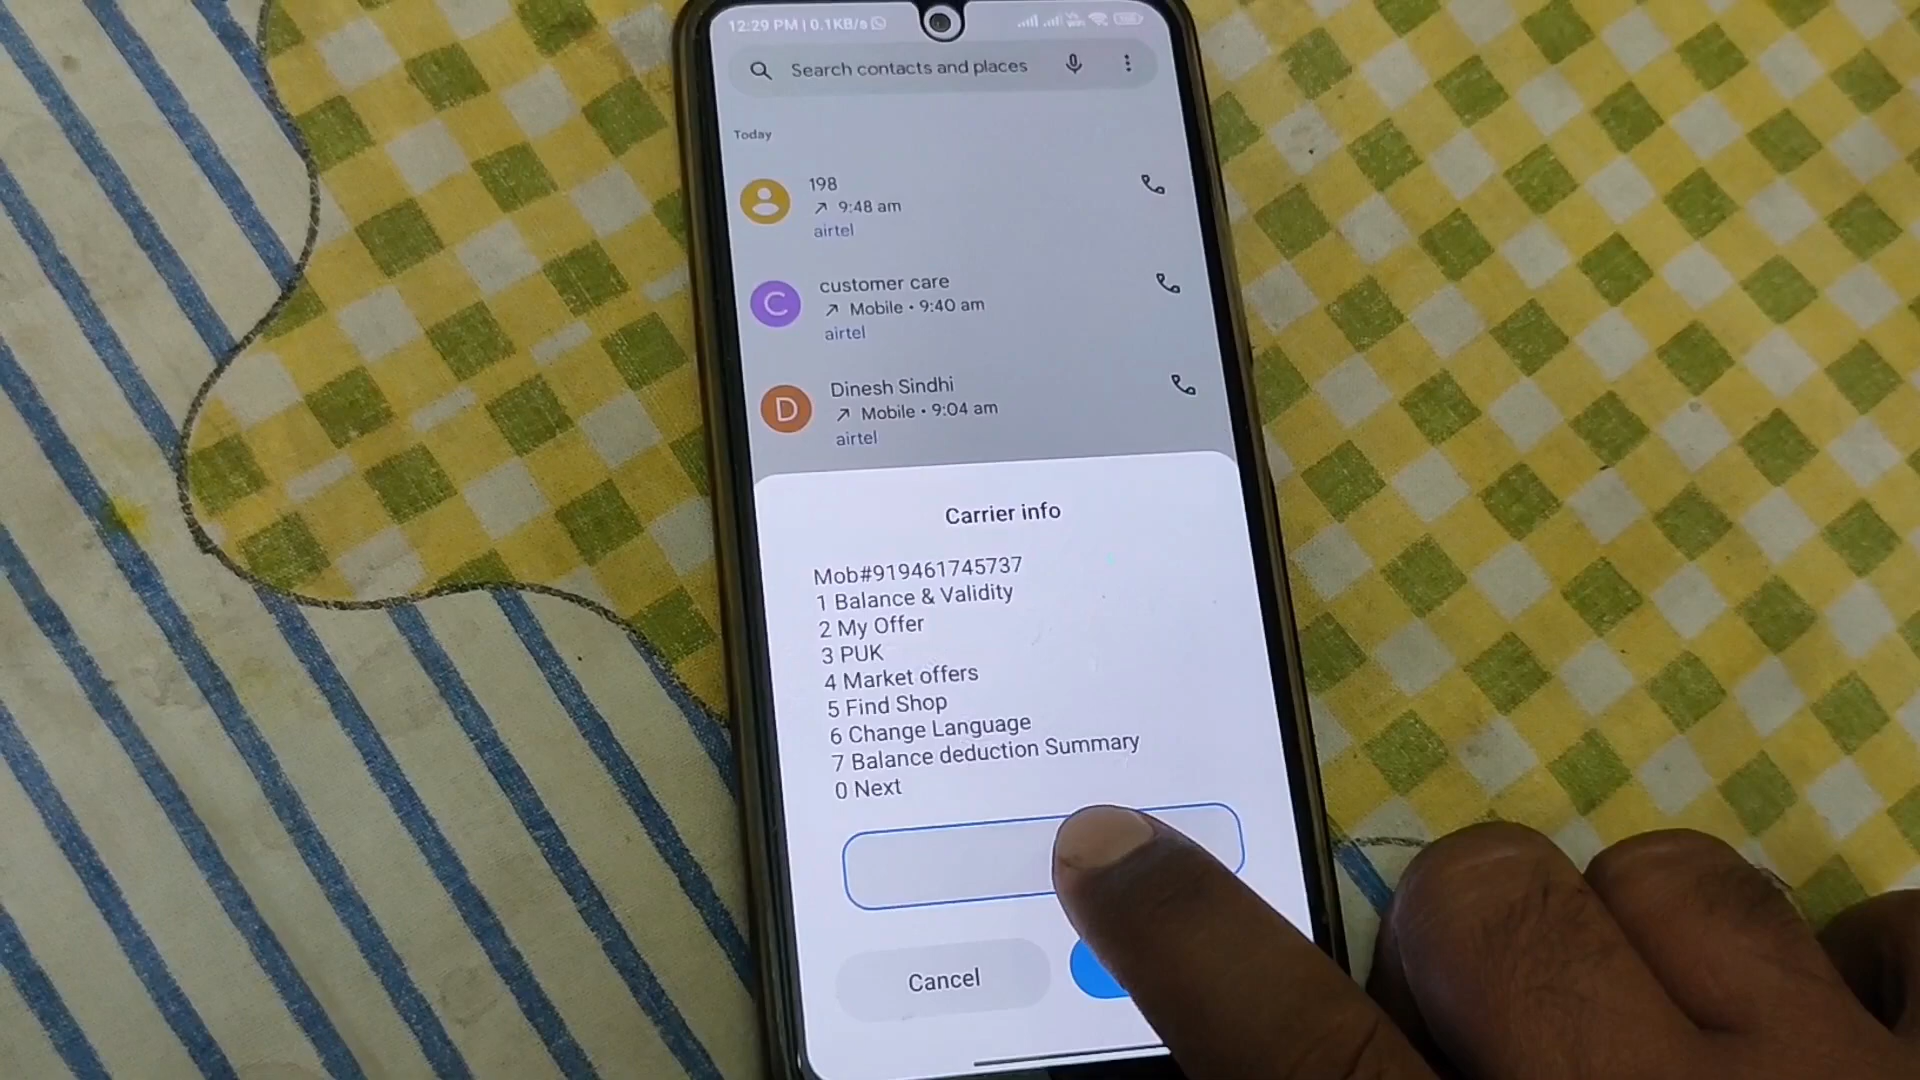 12:29 PM | 0.1KB/s
Search contacts and places
Today
198
9:48 am
airtel
customer care
C
Mobile • 9:40 am
airtel
Dinesh Sindhi
D
Mobile • 9:04 am
airtel
Carrier info
Mob#919461745737
1 Balance & Validity
2 My Offer
3 PUK
4 Market offers
5 Find Shop
6 Change Language
7 Balance deduction Summary
0 Next
Cancel